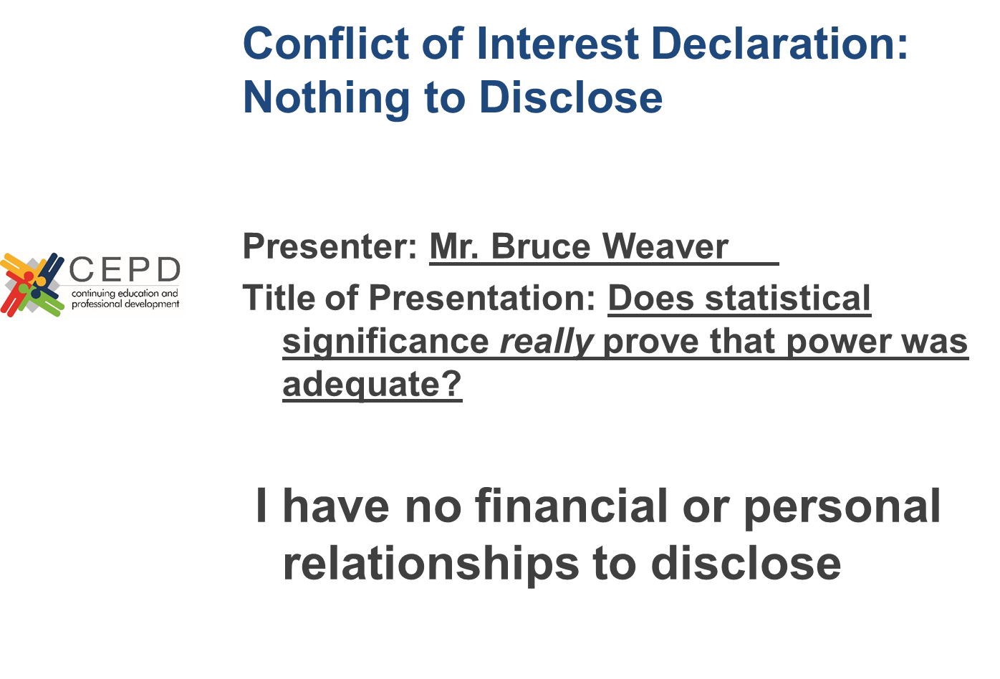 Conflict of Interest Declaration:
Nothing to Disclose
Presenter: Mr. Bruce Weaver
Title of Presentation: Does statistical
significance really prove that power was
adequate?
CEPD
continuing education and
professional development
I have no financial or personal
relationships to disclose